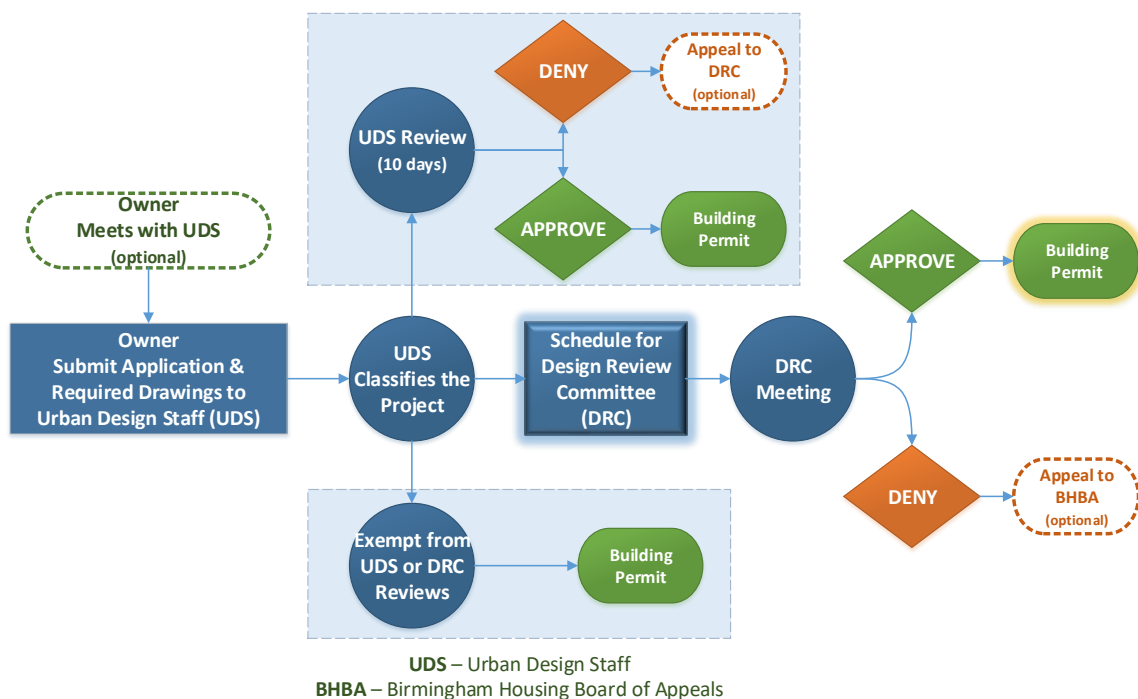 DENY
Appeal to
DRC
(optional)
UDS Review
(10 days)
APPROVE
Building
Permit
Owner
Meets with UDS
(optional)
Owner
Submit Application &
Required Drawings to
Urban Design Staff (UDS)
UDS
Classifies the
Project
Schedule for
Design Review
Committee
(DRC)
DRC
Meeting
APPROVE
Building
Permit
DENY
Appeal to
BHBA
(optional)
Exempt from
UDS or DRC
Reviews
Building
Permit
UDS – Urban Design Staff
BHBA – Birmingham Housing Board of Appeals